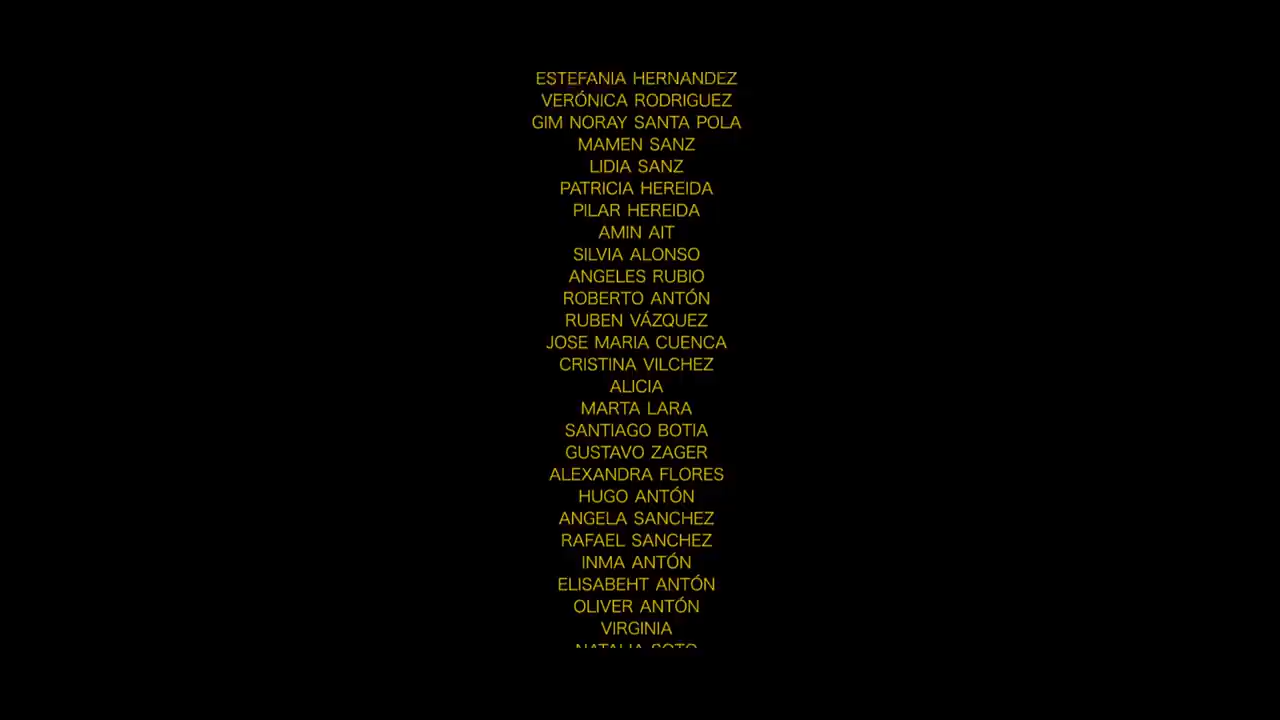 ESTEFANIA HERNANDEZ
VERÓNICA RODRIGUEZ
GIM NORAY SANTA POLA
MAMEN SANZ
LIDIA SANZ
PATRICIA HEREIDA
PILAR HEREIDA
AMIN AIT
SILVIA ALONSO
ANGELES RUBIO
ROBERTO ANTÓN
RUBEN VÁZQUEZ
JOSE MARIA CUENCA
CRISTINA VILCHEZ
ALICIA
MARTA LARA
SANTIAGO BOTIA
GUSTAVO ZAGER
ALEXANDRA FLORES
HUGO ANTÓN
ANGELA SANCHEZ
RAFAEL SANCHEZ
INMA ANTÓN
ELISABEHT ANTÓN
OLIVER ANTÓN
VIRGINIA
NATALIA SOTO